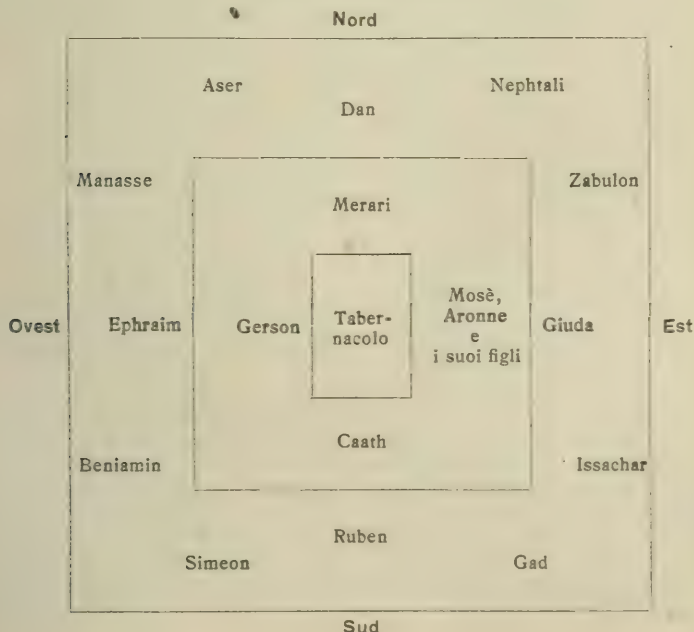 Nord
Aser Nephtali
Dan
Manasse Zabulon
Merari
Mosè,
Ovest Ephraim Gerson Taber- Aronne Giuda Est
nacolo e
i suoi figli
Caath
Beniamin Issachar
Ruben
Simeon Gad
Sud